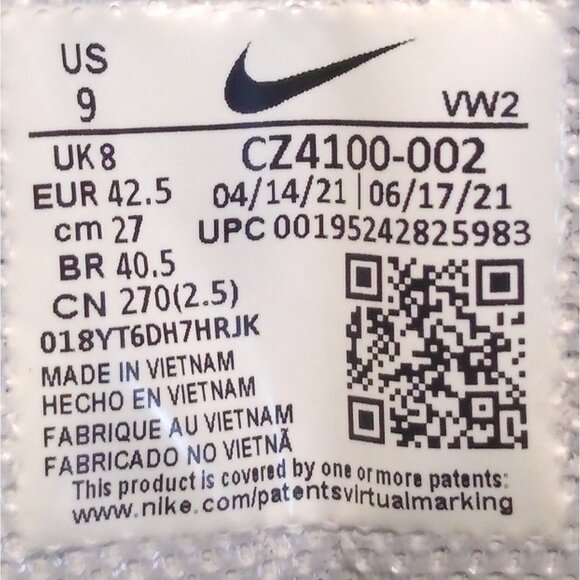 US
9
VW2
UK 8
CZ4100-002
EUR 42.5
04/14/21 | 06/17/21
cm 27
UPC 00195242825983
BR 40.5
CN 270(2.5)
018YT6DH7HRJK
MADE IN VIETNAM
HECHO EN VIETNAM
FABRIQUE AU VIETNAM
FABRICADO NO VIETNÃ
This product is covered by one or more patents:
www.nike.com/patentsvirtualmarking